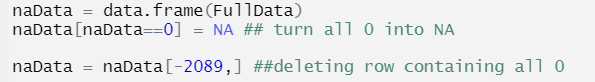 naData = data.frame(FullData)
naData[naData==0] = NA ## turn all 0 into NA
naData = naData[-2089,] ##deleting row containing all 0